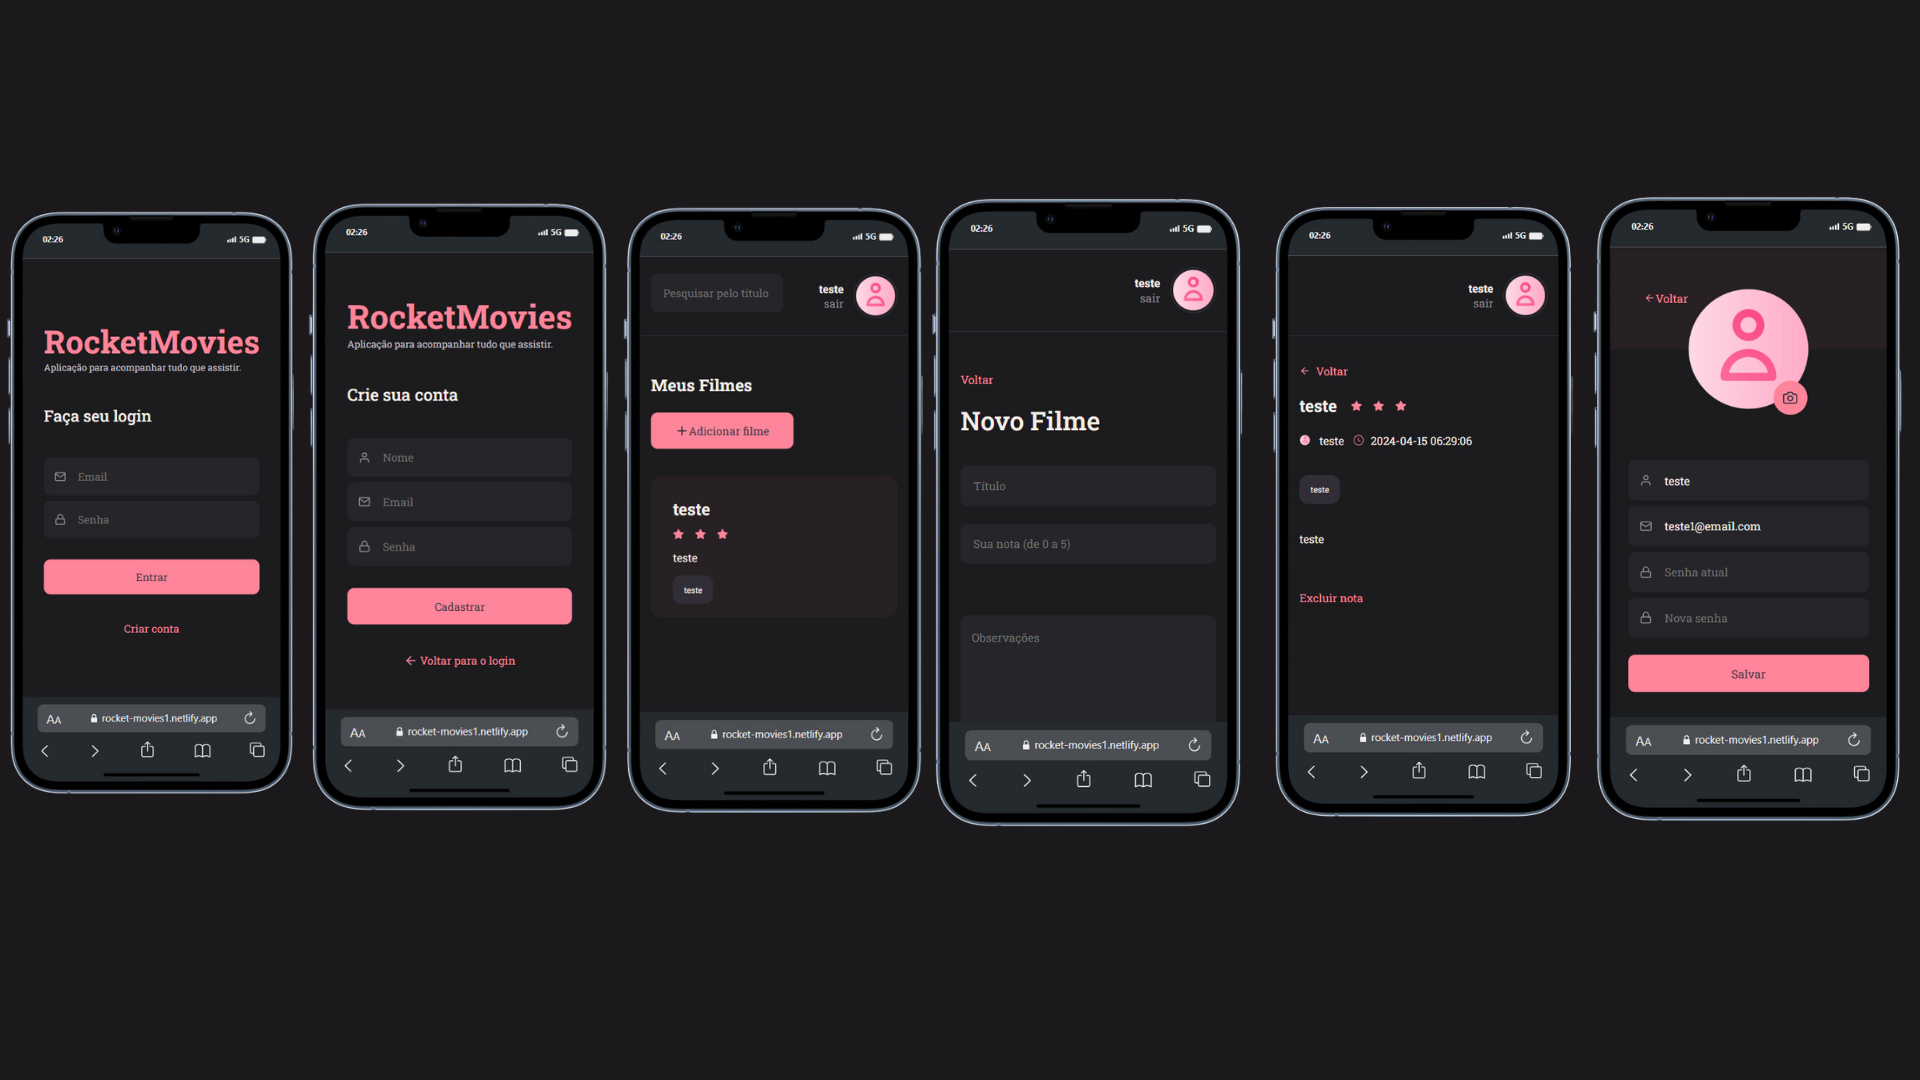 02:26
5G
RocketMovies
Aplicação para acompanhar tudo que assistir.
Faça seu login
Email
Senha
Entrar
Criar conta
AA
rocket-movies1.netlify.app
02:26
5G
RocketMovies
Aplicação para acompanhar tudo que assistir.
Crie sua conta
Nome
Email
Senha
Cadastrar
Voltar para o login
AA
rocket-movies1.netlify.app
02:26
5G
Pesquisar pelo título
teste
sair
Meus Filmes
+ Adicionar filme
teste
teste
teste
AA
rocket-movies1.netlify.app
02:26
5G
teste
sair
Voltar
Novo Filme
Título
Sua nota (de 0 a 5)
Observações
AA
rocket-movies1.netlify.app
02:26
5G
teste
sair
Voltar
teste
teste 2024-04-15 06:29:06
teste
teste
Excluir nota
AA
rocket-movies1.netlify.app
02:26
5G
Voltar
teste
teste1@email.com
Senha atual
Nova senha
Salvar
AA
rocket-movies1.netlify.app